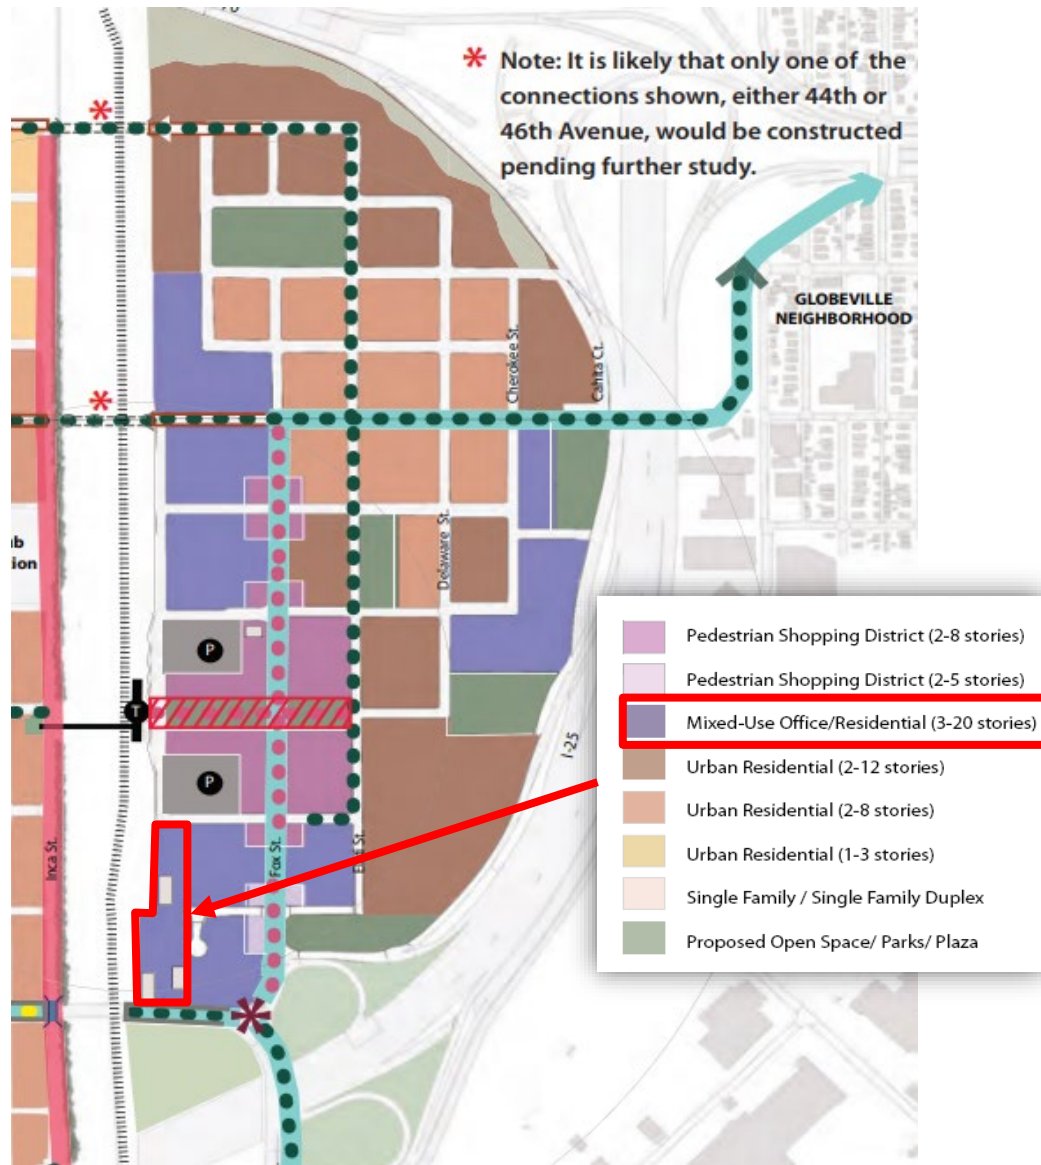 * Note: It is likely that only one of the
connections shown, either 44th or
46th Avenue, would be constructed
pending further study.
*
*
GLOBEVILLE
NEIGHBORHOOD
Cherokee St.
Cahita Ct.
Delaware St.
ub
ion
P
T
I-25
P
Inca St.
Fox St.
St.
Pedestrian Shopping District (2-8 stories)
Pedestrian Shopping District (2-5 stories)
Mixed-Use Office/Residential (3-20 stories)
Urban Residential (2-12 stories)
Urban Residential (2-8 stories)
Urban Residential (1-3 stories)
Single Family / Single Family Duplex
Proposed Open Space/ Parks/ Plaza